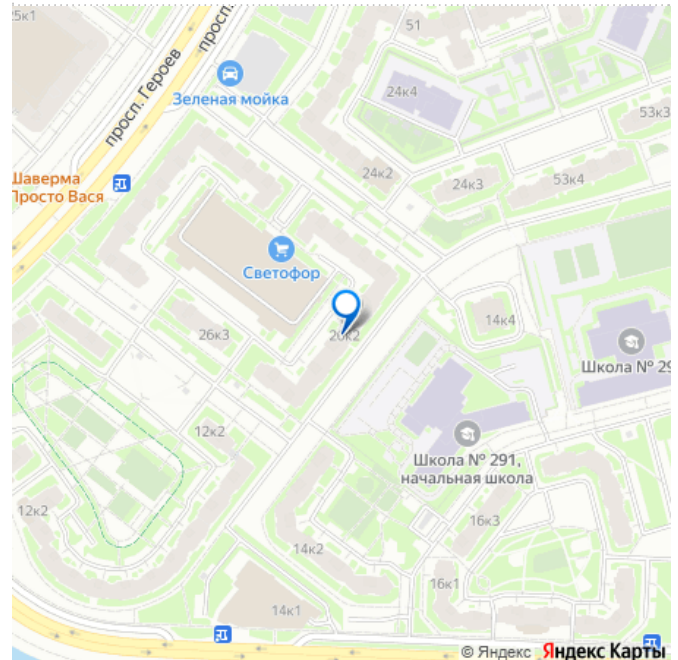 25к1
просп.
51
просп. Героев
Зеленая мойка
24к4
53к3
Шаверма
Просто Вася
24к2
24к3
53к4
Светофор
26к3
20к2
14к4
Школа № 29
12к2
Школа № 291,
начальная школа
12к2
16к3
14к2
16к1
14к1
© Яндекс Яндекс Карты